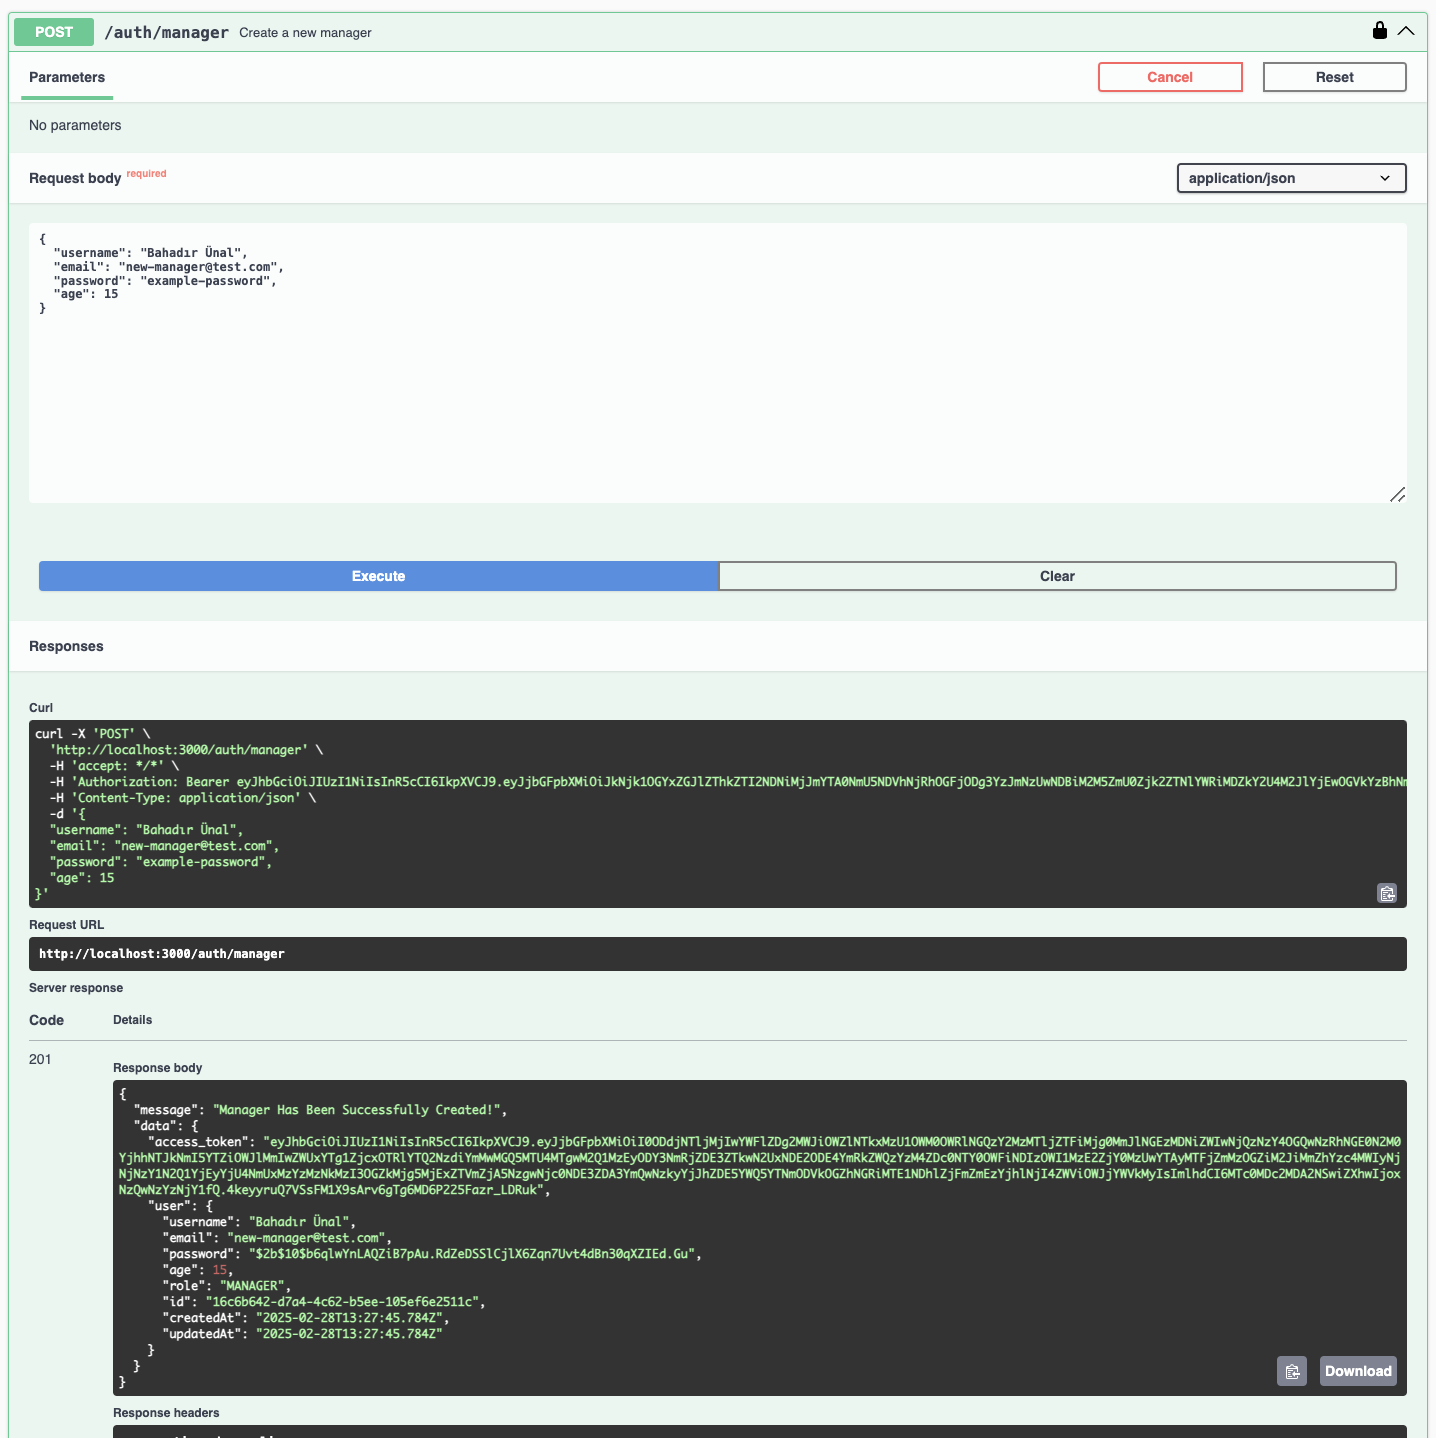 POST /auth/manager Create a new manager
Parameters
Cancel
Reset
No parameters
Request body required
application/json
{
"username": "Bahadır Ünal",
"email": "new-manager@test.com",
"password": "example-password",
"age": 15
}
Execute
Clear
Responses
Curl
curl -X 'POST' \
'http://localhost:3000/auth/manager' \
-H 'accept: */*' \
-H 'Authorization: Bearer
-H 'Content-Type: application/json' \
-d '{
"username": "Bahadır Ünal",
"email": "new-manager@test.com",
"password": "example-password",
"age": 15
}'
Request URL
http://localhost:3000/auth/manager
Server response
Code Details
201
Response body
{
"message": "Manager Has Been Successfully Created!",
"data": {
"access_token":
"user": {
"username": "Bahadır Ünal",
"email": "new-manager@test.com",
"password": "$2b$10$b6qlwYnLAQZiB7pAu.RdZeDSSlCjlX6Zqn7Uvt4dBn30qXZIEd.Gu",
"age": 15,
"role": "MANAGER",
"id": "16c6b642-d7a4-4c62-b5ee-105ef6e2511c",
"createdAt": "2025-02-28T13:27:45.784Z",
"updatedAt": "2025-02-28T13:27:45.784Z"
}
}
}
Download
Response headers